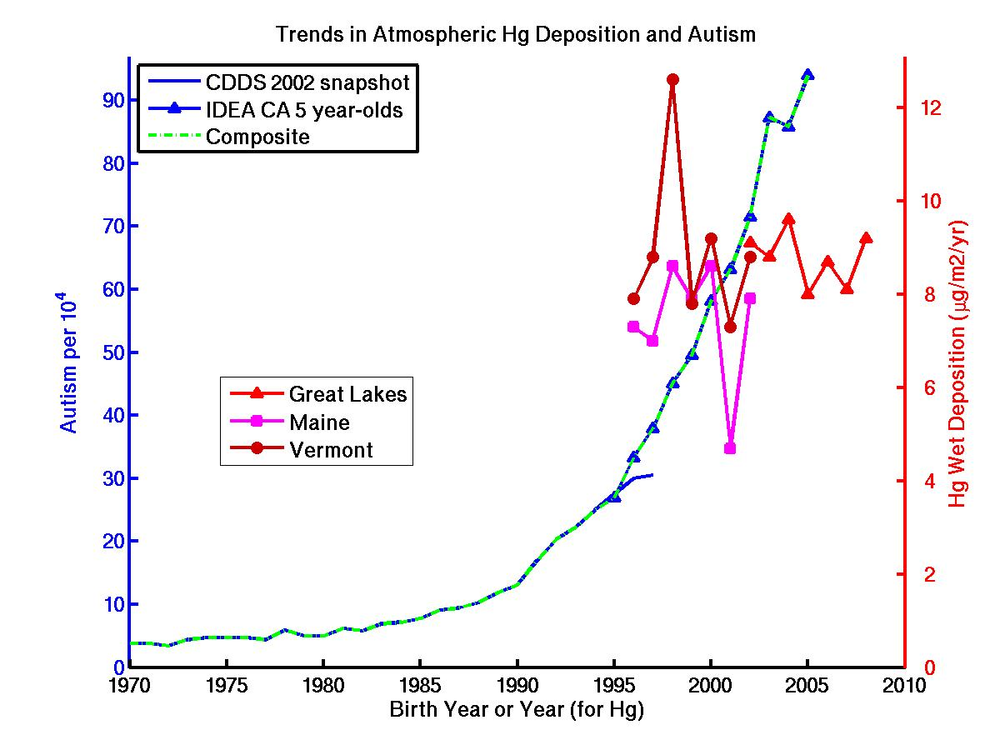 Trends in Atmospheric Hg Deposition and Autism
CDDS 2002 snapshot
IDEA CA 5 year-olds
Composite
90
80
70
60
50
40
30
20
10
0
Autism per 10⁴
12
10
8
6
4
2
0
Hg Wet Deposition (µg/m2/yr)
Great Lakes
Maine
Vermont
1970 1975 1980 1985 1990 1995 2000 2005 2010
Birth Year or Year (for Hg)